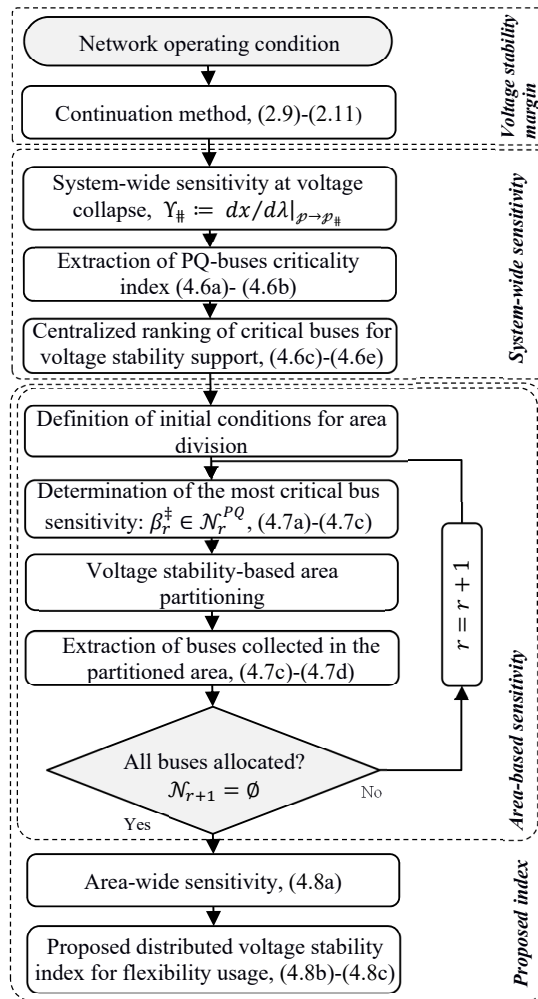 Network operating condition
Continuation method, (2.9)-(2.11)
Voltage stability
margin
System-wide sensitivity at voltage
collapse, ϒ⋕ ≔ dx/dλ|𝓅→𝓅⋕
Extraction of PQ-buses criticality
index (4.6a)- (4.6b)
Centralized ranking of critical buses for
voltage stability support, (4.6c)-(4.6e)
System-wide sensitivity
Definition of initial conditions for area
division
Determination of the most critical bus
sensitivity: β_r^‡ ∈ 𝒩_r^{PQ}, (4.7a)-(4.7c)
Voltage stability-based area
partitioning
Extraction of buses collected in the
partitioned area, (4.7c)-(4.7d)
r = r + 1
All buses allocated?
𝒩_{r+1} = ∅
No
Yes
Area-based sensitivity
Area-wide sensitivity, (4.8a)
Proposed distributed voltage stability
index for flexibility usage, (4.8b)-(4.8c)
Proposed index